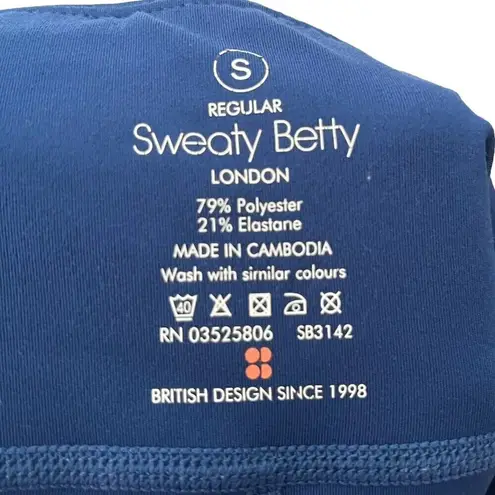 S
REGULAR
Sweaty Betty
LONDON
79% Polyester
21% Elastane
MADE IN CAMBODIA
Wash with similar colours
40
RN 03525806 SB3142
BRITISH DESIGN SINCE 1998